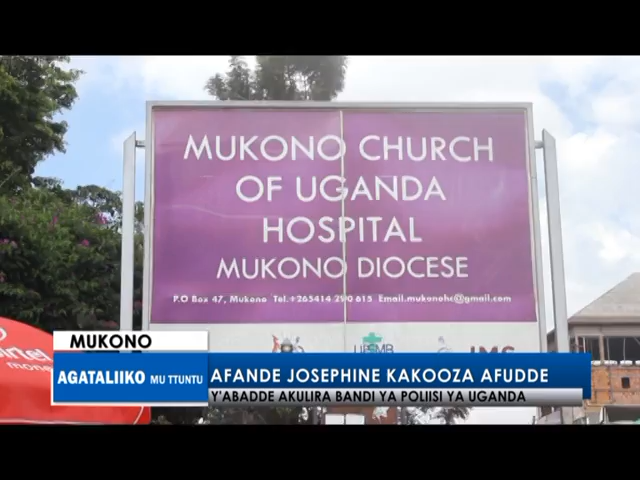 MUKONO CHURCH
OF UGANDA
HOSPITAL
MUKONO DIOCESE
P.O Box 47, Mukono Tel.+265414 290 615 Email.mukonohc@gmail.com
UPMB
money
MUKONO
AGATALIIKO MU TTUNTU
AFANDE JOSEPHINE KAKOOZA AFUDDE
Y'ABADDE AKULIRA BANDI YA POLIISI YA UGANDA